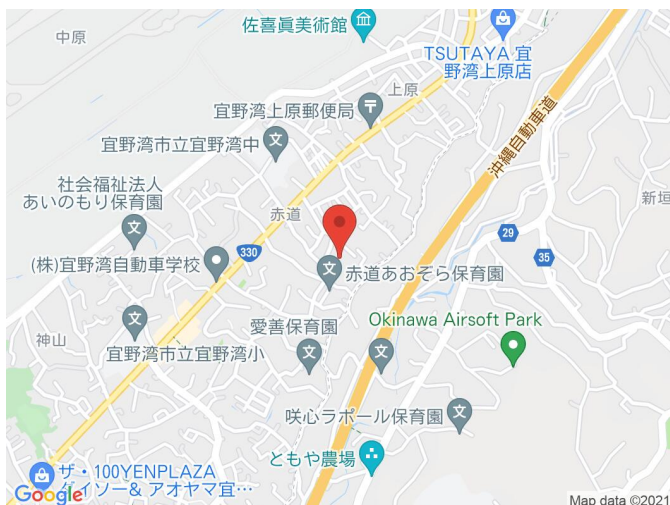 中原
佐喜眞美術館
TSUTAYA 宜
野湾上原店
上原
宜野湾上原郵便局
宜野湾市立宜野湾中
沖縄自動車道
社会福祉法人
あいのもり保育園
赤道
新垣
29
330
35
(株)宜野湾自動車学校
赤道あおぞら保育園
神山
愛善保育園
Okinawa Airsoft Park
宜野湾市立宜野湾小
咲心ラポール保育園
ともや農場
ザ・100YENPLAZA
ダイソー& アオヤマ宜…
Google
Map data ©2021